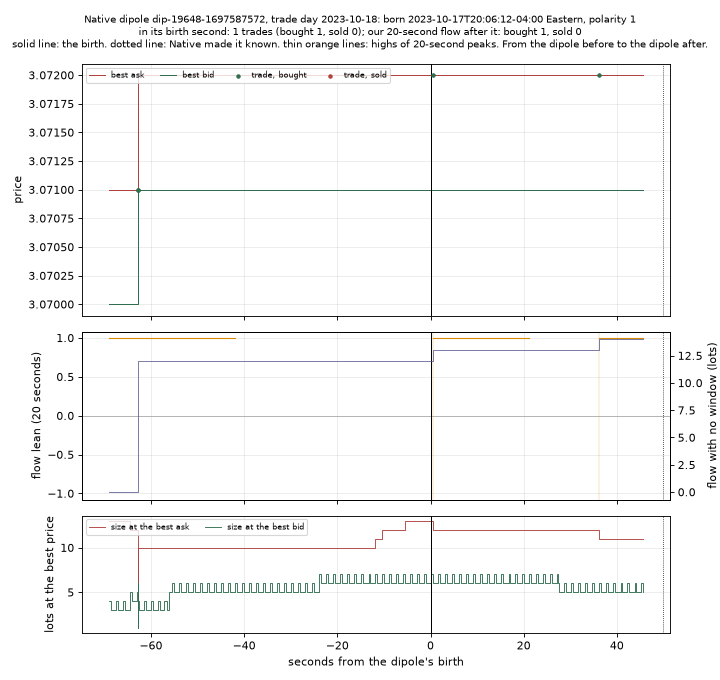 Native dipole dip-19648-1697587572, trade day 2023-10-18: born 2023-10-17T20:06:12-04:00 Eastern, polarity 1
in its birth second: 1 trades (bought 1, sold 0); our 20-second flow after it: bought 1, sold 0
solid line: the birth. dotted line: Native made it known. thin orange lines: highs of 20-second peaks. From the dipole before to the dipole after.
best ask
best bid
trade, bought
trade, sold
price
3.07200
3.07175
3.07150
3.07125
3.07100
3.07075
3.07050
3.07025
3.07000
flow lean (20 seconds)
1.0
0.5
0.0
−0.5
−1.0
12.5
10.0
7.5
5.0
2.5
0.0
flow with no window (lots)
size at the best ask
size at the best bid
lots at the best price
10
5
−60
−40
−20
0
20
40
seconds from the dipole's birth